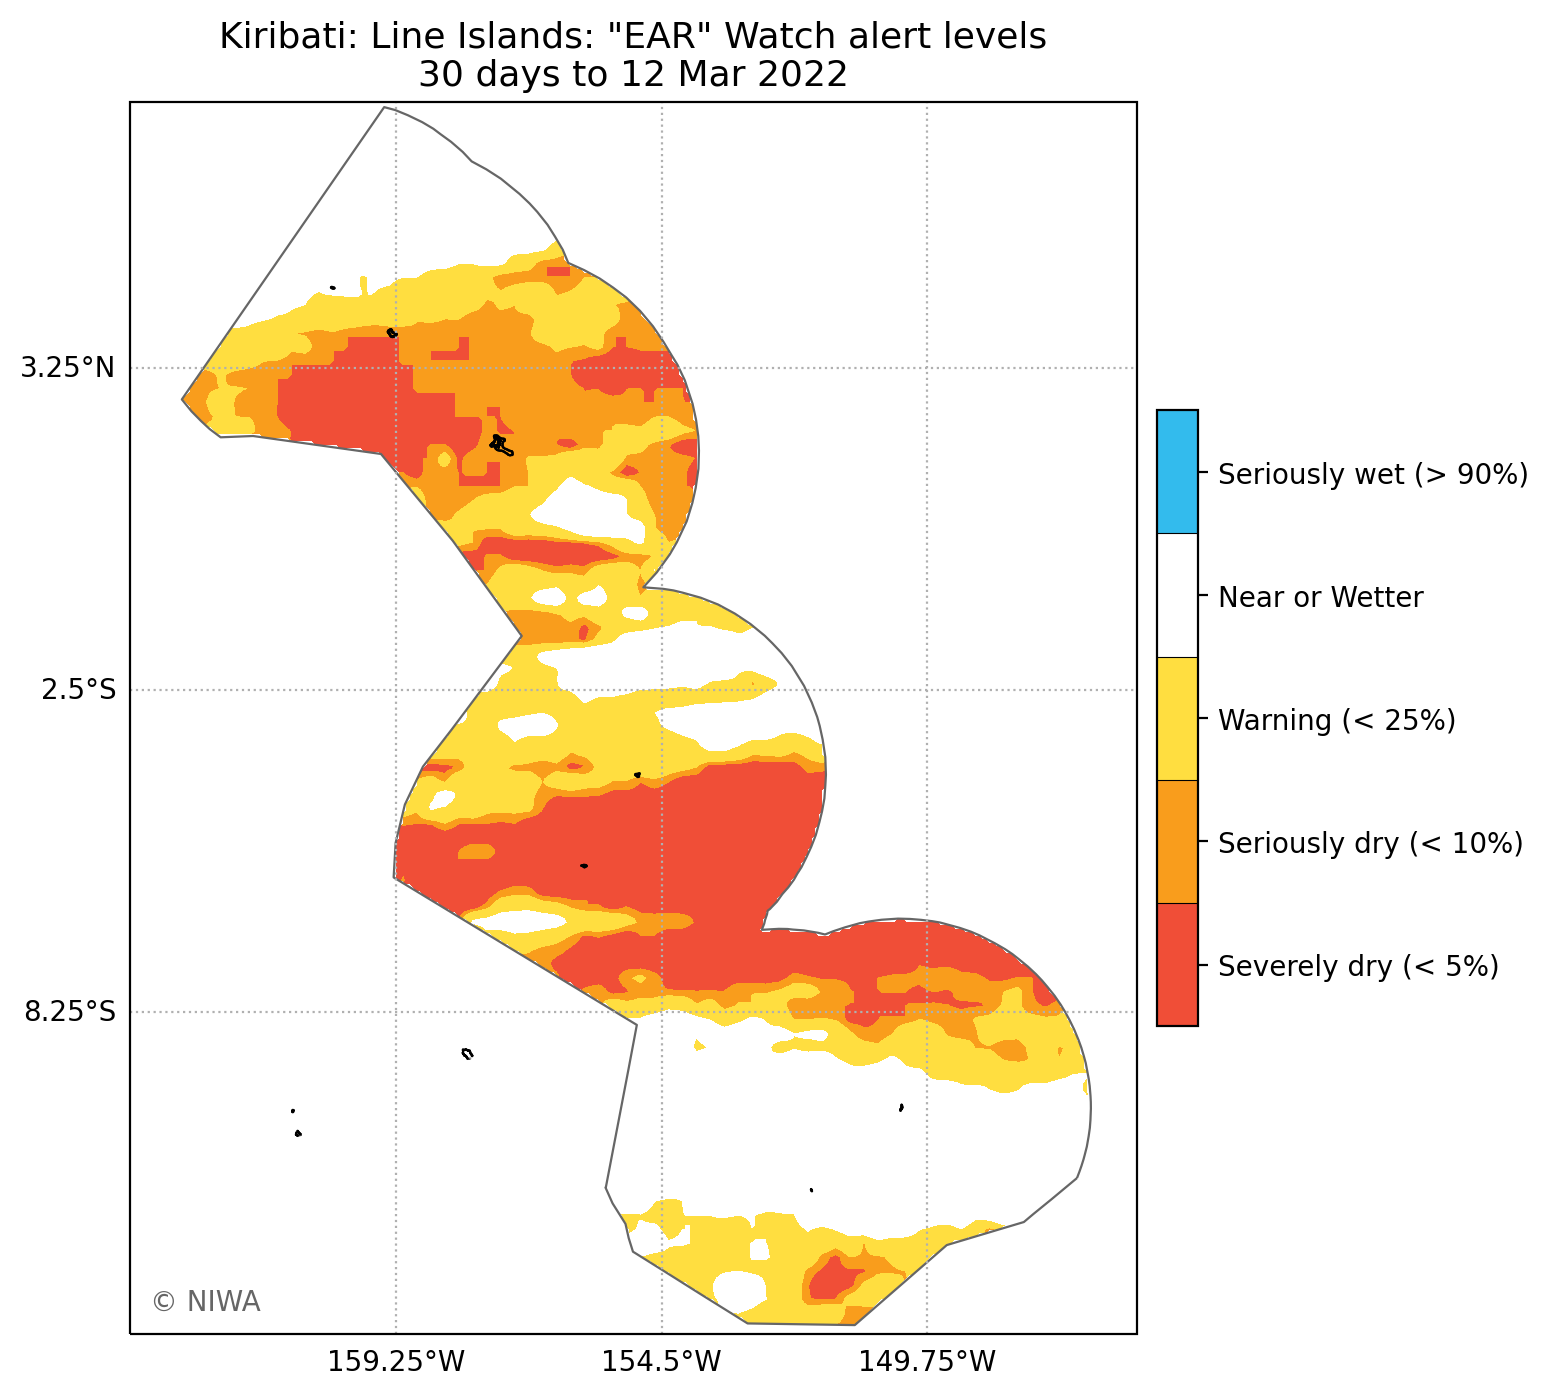 Kiribati: Line Islands: "EAR" Watch alert levels
30 days to 12 Mar 2022
3.25°N
2.5°S
8.25°S
159.25°W
154.5°W
149.75°W
Seriously wet (> 90%)
Near or Wetter
Warning (< 25%)
Seriously dry (< 10%)
Severely dry (< 5%)
© NIWA